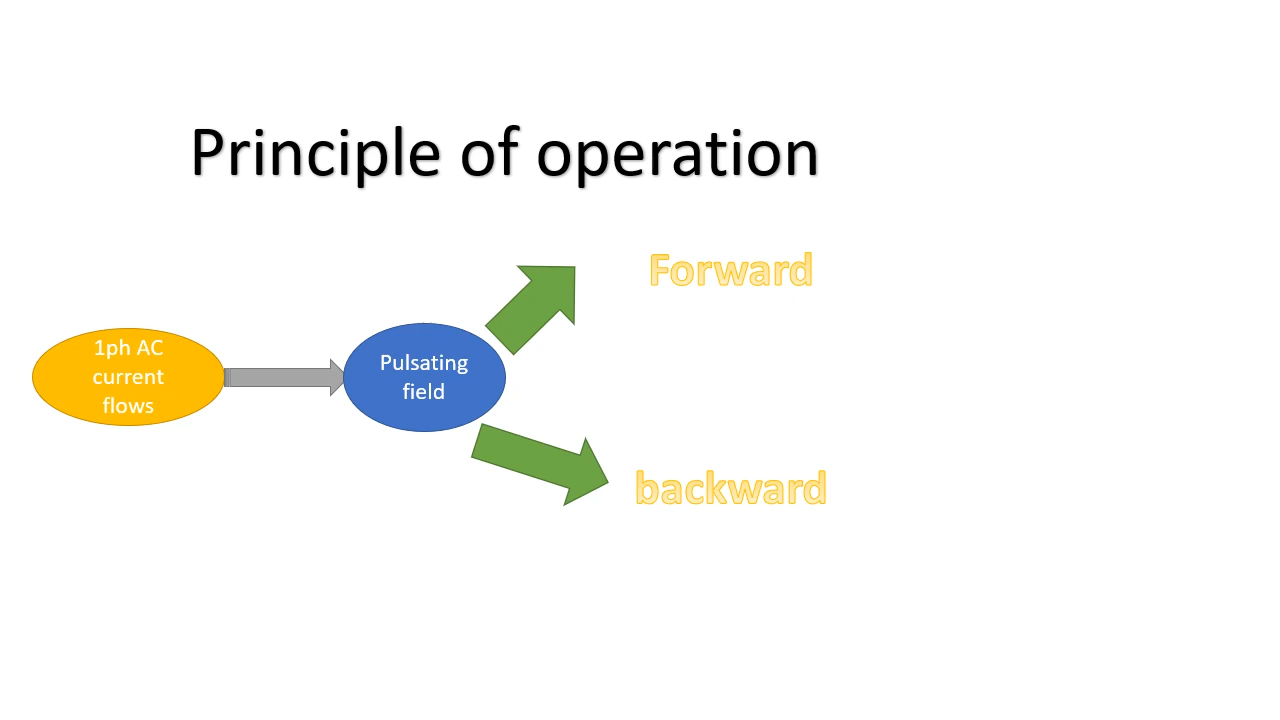 Principle of operation
Forward
1ph AC
current
flows
Pulsating
field
backward